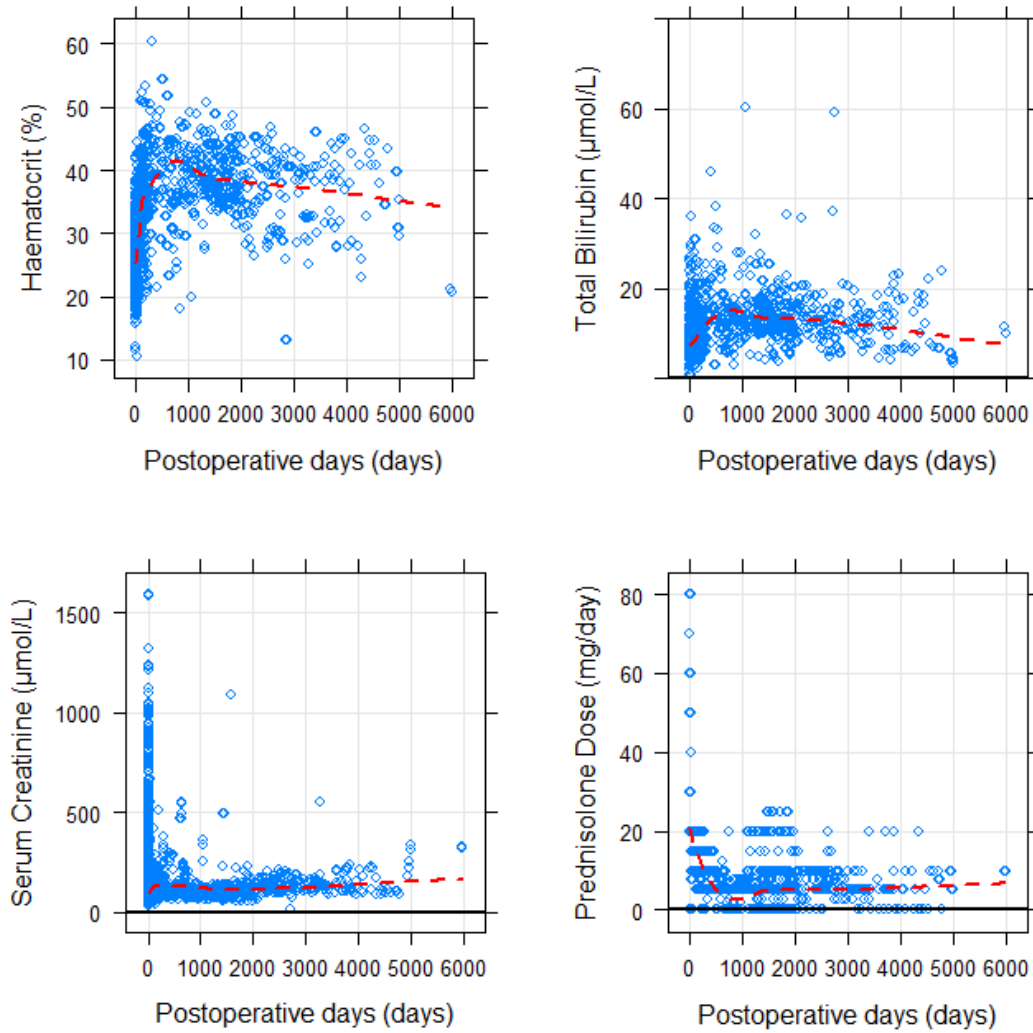 Haematocrit (%)
60
50
40
30
20
10
0 1000 2000 3000 4000 5000 6000
Postoperative days (days)
Total Bilirubin (µmol/L)
60
40
20
0 1000 2000 3000 4000 5000 6000
Postoperative days (days)
Serum Creatinine (µmol/L)
1500
1000
500
0
0 1000 2000 3000 4000 5000 6000
Postoperative days (days)
Prednisolone Dose (mg/day)
80
60
40
20
0
0 1000 2000 3000 4000 5000 6000
Postoperative days (days)